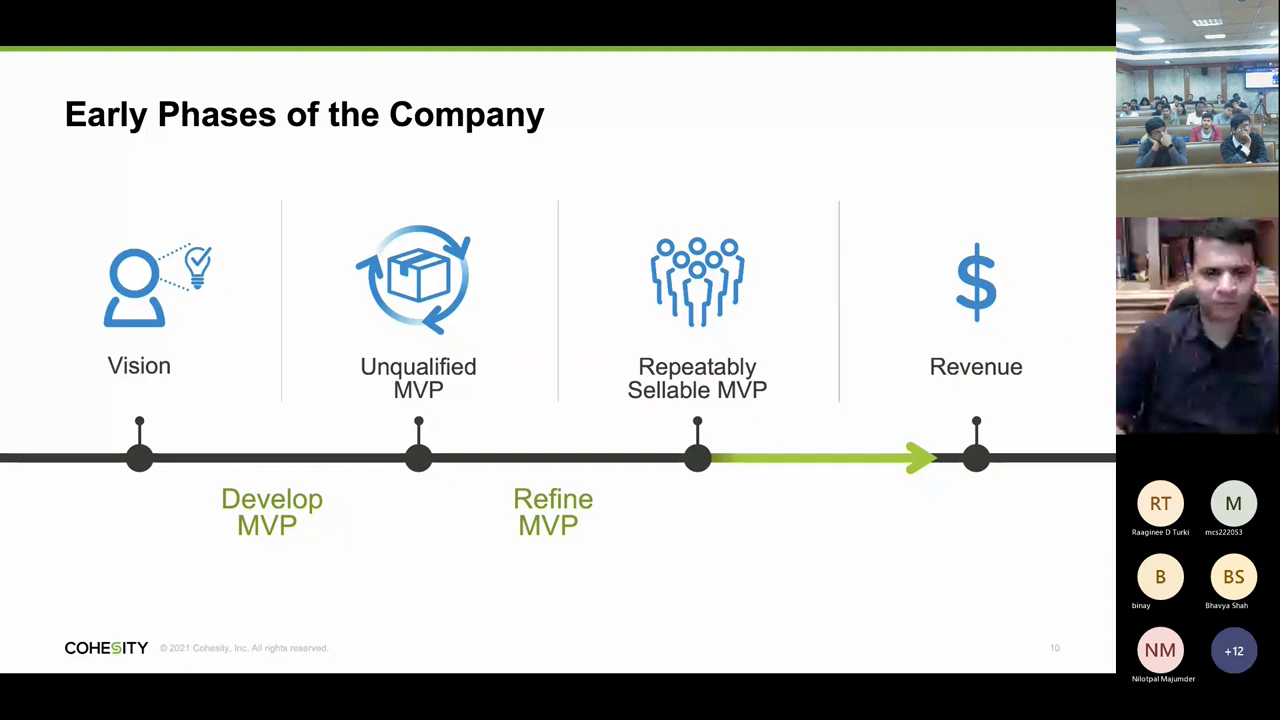 Early Phases of the Company
Vision
Unqualified
MVP
Repeatably
Sellable MVP
$
Revenue
Develop
MVP
Refine
MVP
COHESITY
© 2021 Cohesity, Inc. All rights reserved.
10
RT
Raaginee D Turki
M
mcs222053
B
binay
BS
Bhavya Shah
NM
Nilotpal Majumder
+12